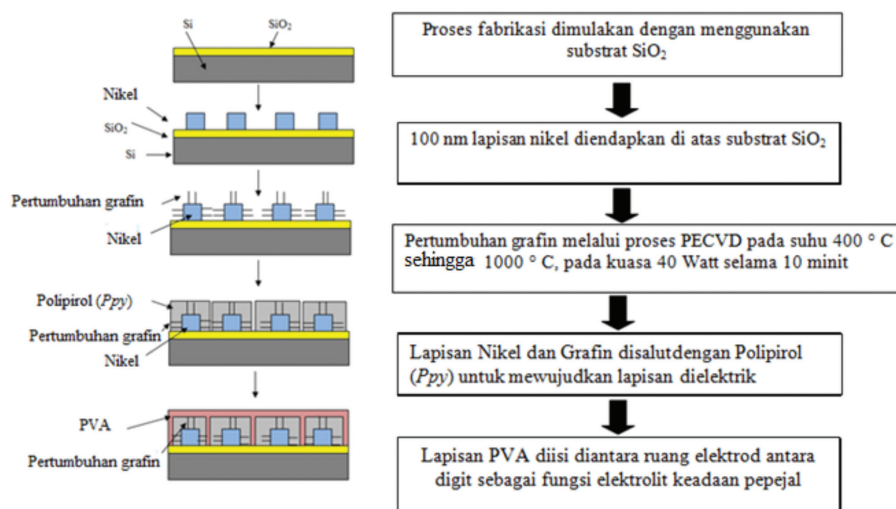 Si
SiO2
Nikel
SiO2
Si
Pertumbuhan grafin
Nikel
Polipirol (Ppy)
Pertumbuhan grafin
Nikel
PVA
Pertumbuhan grafin
Proses fabrikasi dimulakan dengan menggunakan
substrat SiO2
100 nm lapisan nikel diendapkan di atas substrat SiO2
Pertumbuhan grafin melalui proses PECVD pada suhu 400 ° C
sehingga 1000 ° C, pada kuasa 40 Watt selama 10 minit
Lapisan Nikel dan Grafin disalutdengan Polipirol
(Ppy) untuk mewujudkan lapisan dielektrik
Lapisan PVA diisi diantara ruang elektrod antara
digit sebagai fungsi elektrolit keadaan pepejal